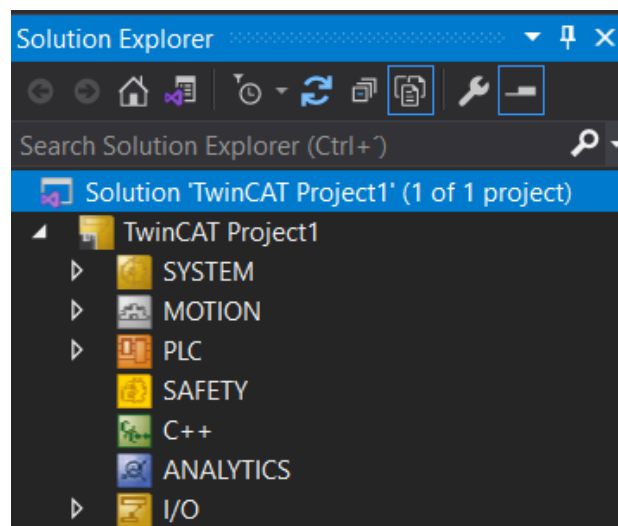 Solution Explorer
Search Solution Explorer (Ctrl+´)
Solution 'TwinCAT Project1' (1 of 1 project)
TwinCAT Project1
SYSTEM
MOTION
PLC
SAFETY
C++
ANALYTICS
I/O